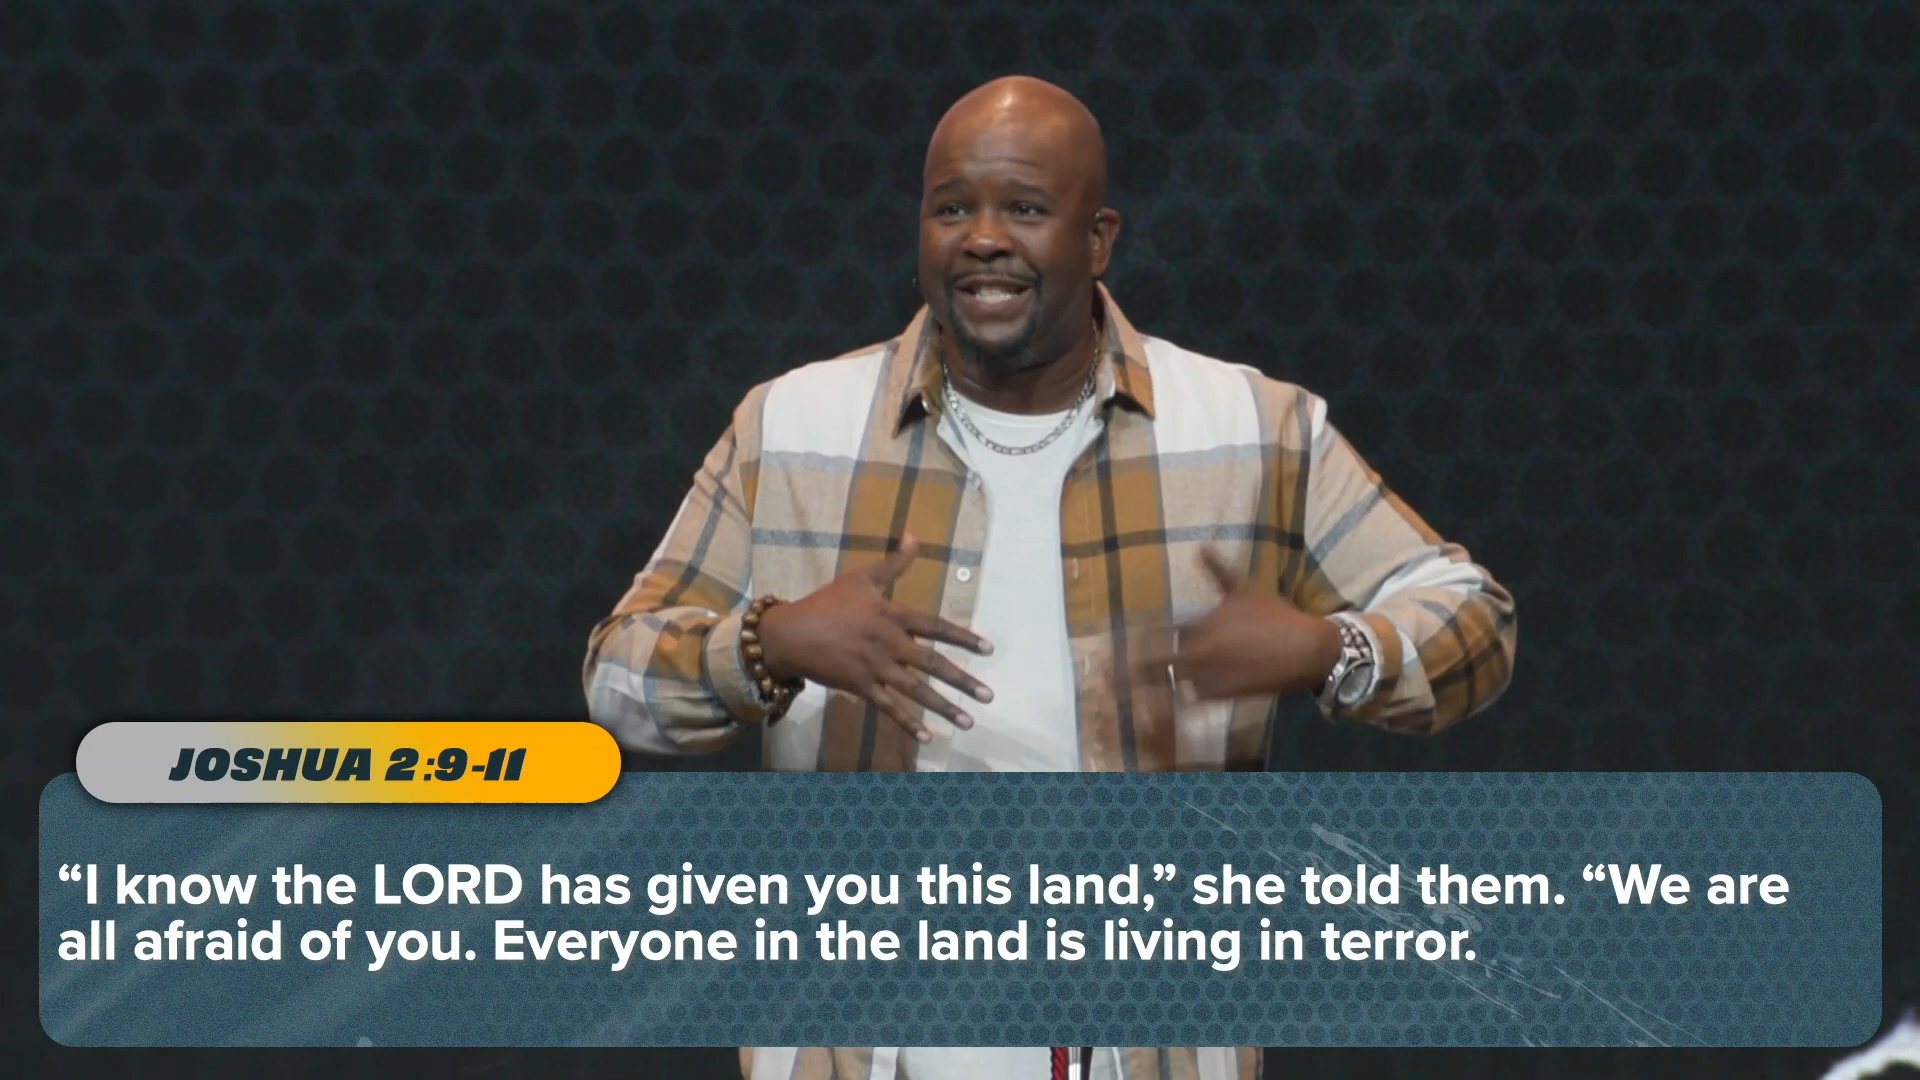 JOSHUA 2:9-11
“I know the LORD has given you this land,” she told them. “We are
all afraid of you. Everyone in the land is living in terror.